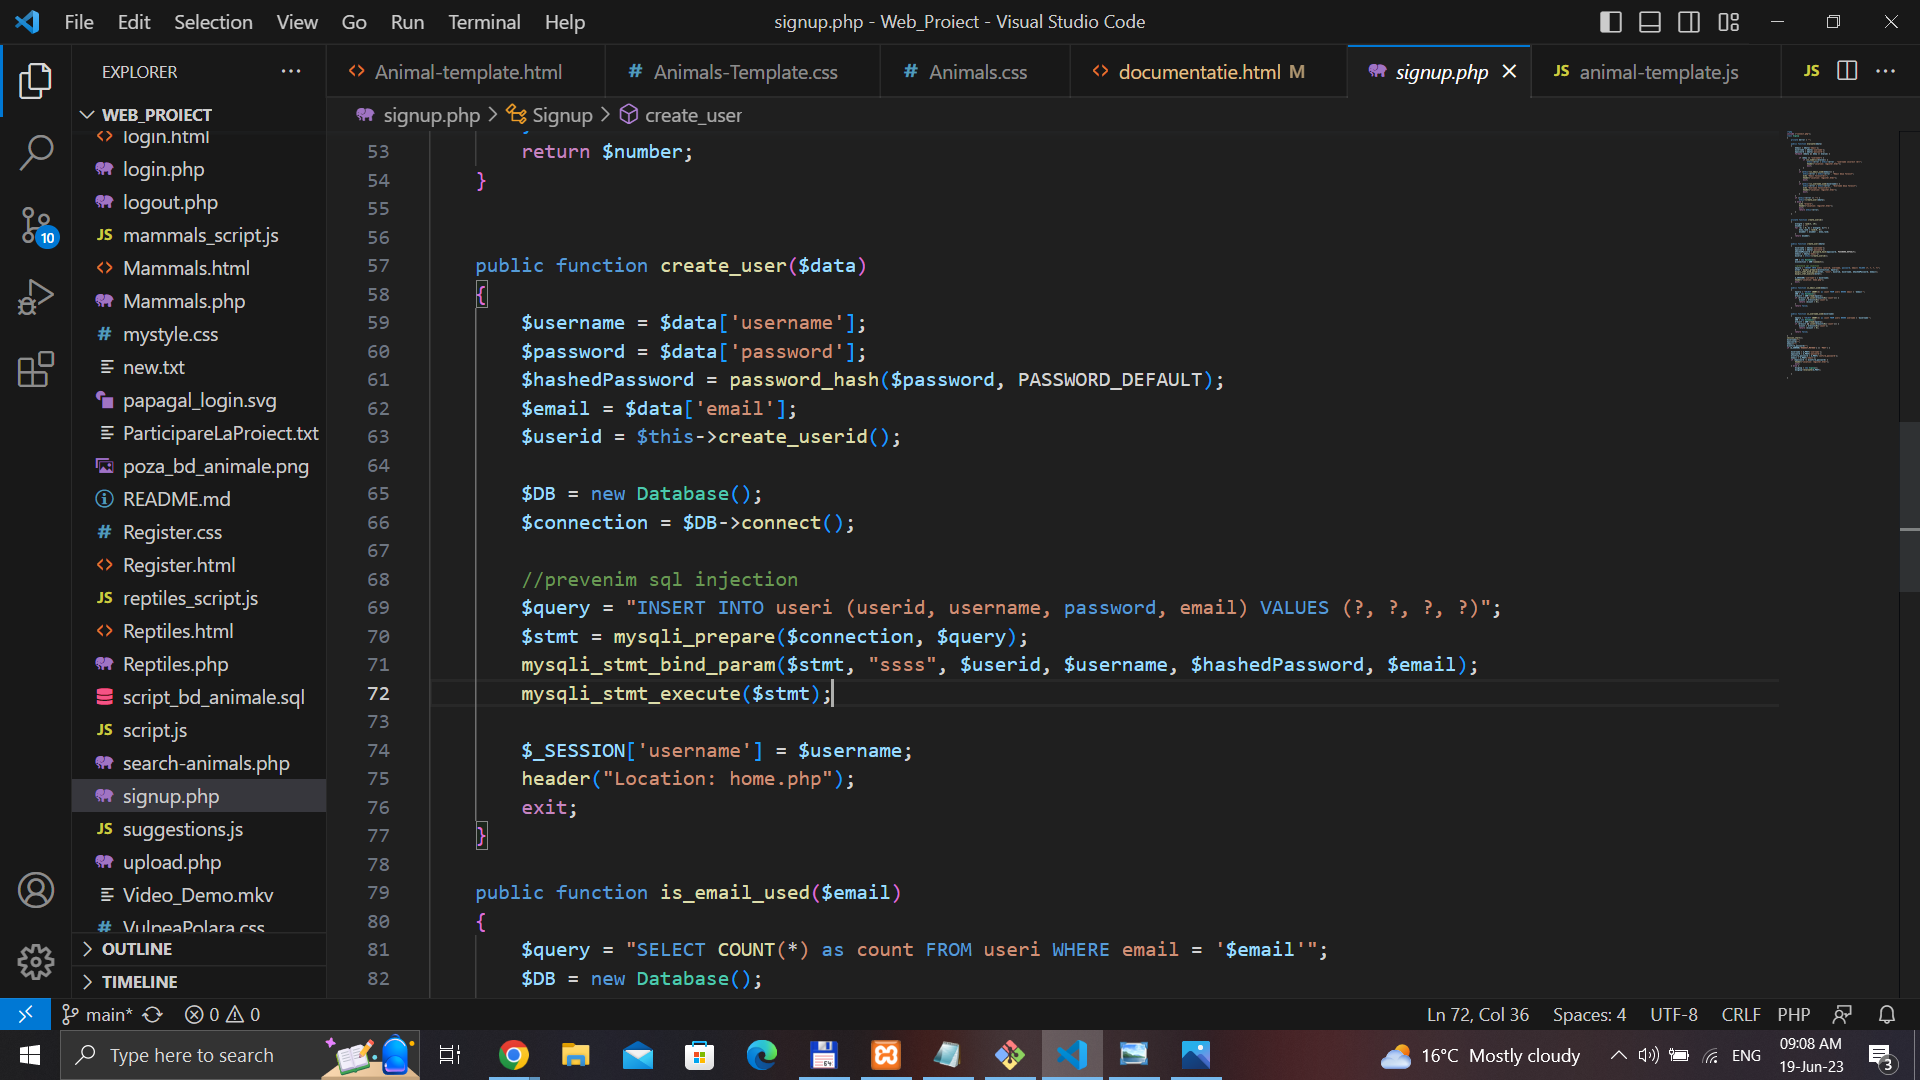 File Edit Selection View Go Run Terminal Help
signup.php - Web_Proiect - Visual Studio Code
EXPLORER
WEB_PROIECT
login.html
login.php
logout.php
mammals_script.js
Mammals.html
Mammals.php
mystyle.css
new.txt
papagal_login.svg
ParticipareLaProiect.txt
poza_bd_animale.png
README.md
Register.css
Register.html
reptiles_script.js
Reptiles.html
Reptiles.php
script_bd_animale.sql
script.js
search-animals.php
signup.php
suggestions.js
upload.php
Video_Demo.mkv
VulpeaPolara.css
OUTLINE
TIMELINE
10
Animal-template.html
Animals-Template.css
Animals.css
documentatie.html M
signup.php
JS animal-template.js
JS
signup.php > Signup > create_user
53 return $number;
54 }
55
56
57 public function create_user($data)
58 {
59 $username = $data['username'];
60 $password = $data['password'];
61 $hashedPassword = password_hash($password, PASSWORD_DEFAULT);
62 $email = $data['email'];
63 $userid = $this->create_userid();
64
65 $DB = new Database();
66 $connection = $DB->connect();
67
68 //prevenim sql injection
69 $query = "INSERT INTO useri (userid, username, password, email) VALUES (?, ?, ?, ?)";
70 $stmt = mysqli_prepare($connection, $query);
71 mysqli_stmt_bind_param($stmt, "ssss", $userid, $username, $hashedPassword, $email);
72 mysqli_stmt_execute($stmt);
73
74 $_SESSION['username'] = $username;
75 header("Location: home.php");
76 exit;
77 }
78
79 public function is_email_used($email)
80 {
81 $query = "SELECT COUNT(*) as count FROM useri WHERE email = '$email'";
82 $DB = new Database();
main* 0 0
Ln 72, Col 36 Spaces: 4 UTF-8 CRLF PHP
Type here to search
16°C Mostly cloudy
ENG
09:08 AM
19-Jun-23
3